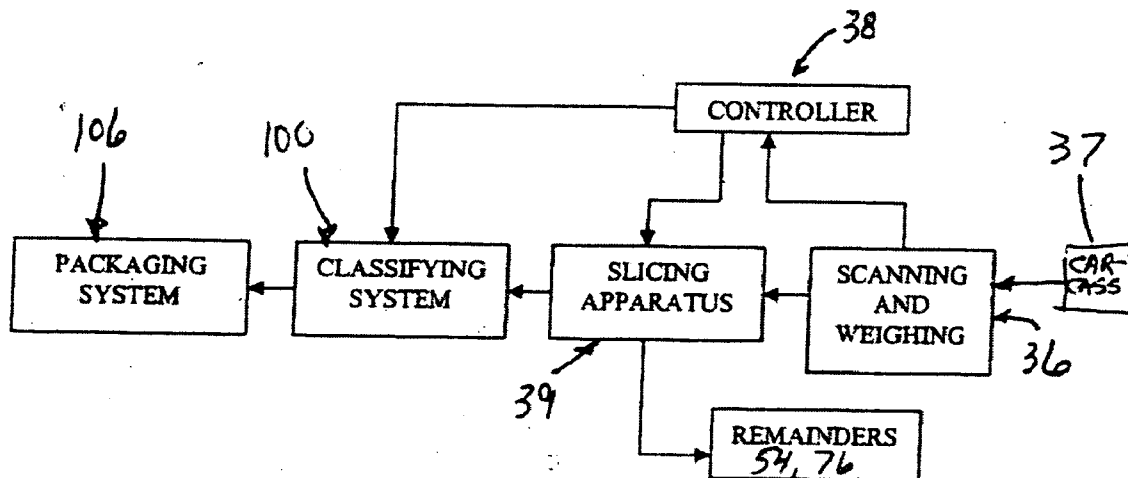 38
CONTROLLER
106
100
37
PACKAGING
SYSTEM
CLASSIFYING
SYSTEM
SLICING
APPARATUS
SCANNING
AND
WEIGHING
CAR-
CASS
39
36
REMAINDERS
54, 76